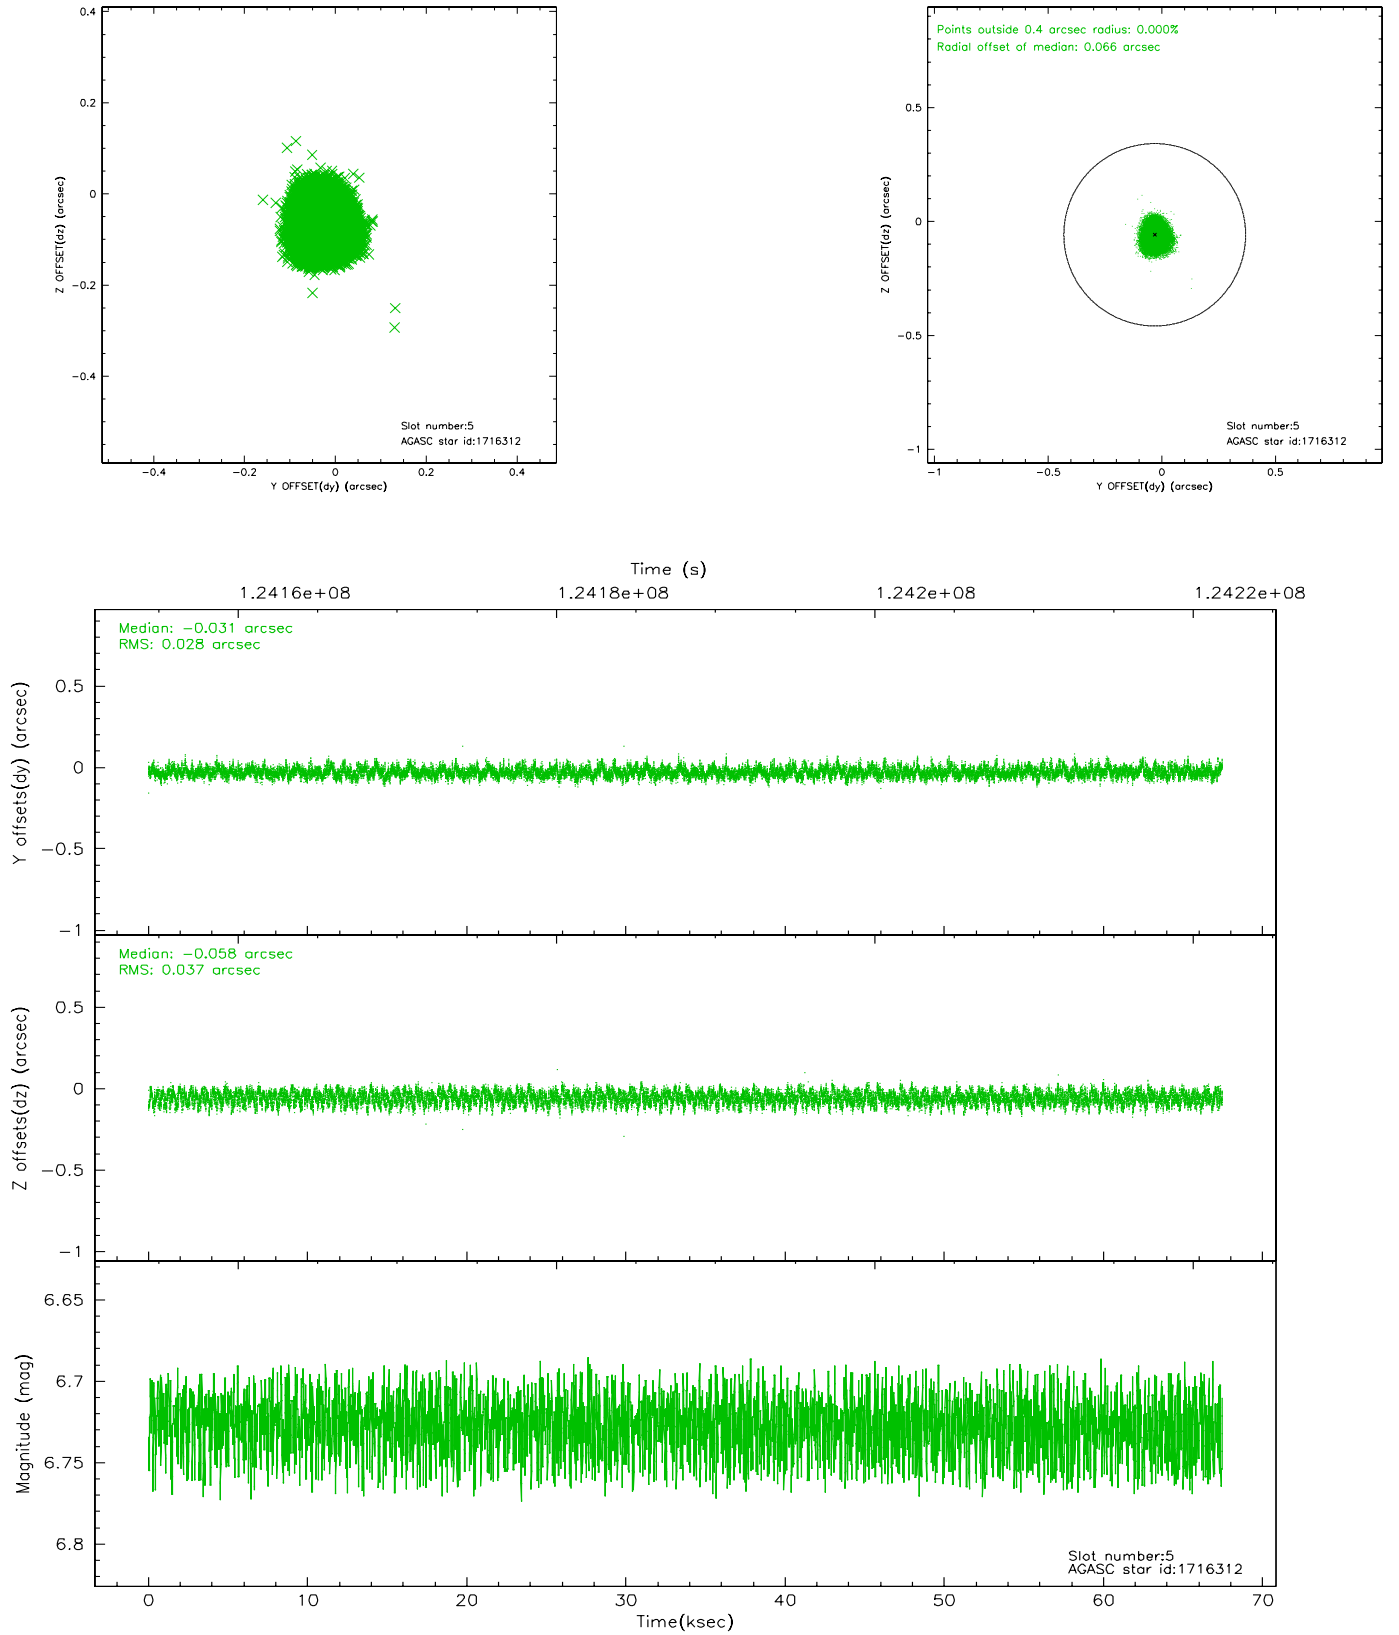 0.4
0.2
0
−0.2
−0.4
Z OFFSET(dz) (arcsec)
−0.4
−0.2
0
0.2
0.4
Y OFFSET(dy) (arcsec)
Slot number:5
AGASC star id:1716312
Points outside 0.4 arcsec radius: 0.000%
Radial offset of median: 0.066 arcsec
0.5
0
−0.5
−1
Z OFFSET(dz) (arcsec)
−1
−0.5
0
0.5
Y OFFSET(dy) (arcsec)
Slot number:5
AGASC star id:1716312
Time (s)
1.2416e+08
1.2418e+08
1.242e+08
1.2422e+08
Median: −0.031 arcsec
RMS: 0.028 arcsec
0.5
0
−0.5
−1
Y offsets(dy) (arcsec)
Median: −0.058 arcsec
RMS: 0.037 arcsec
0.5
0
−0.5
−1
Z offsets(dz) (arcsec)
6.65
6.7
6.75
6.8
Magnitude (mag)
Slot number:5
AGASC star id:1716312
0
10
20
30
40
50
60
70
Time(ksec)